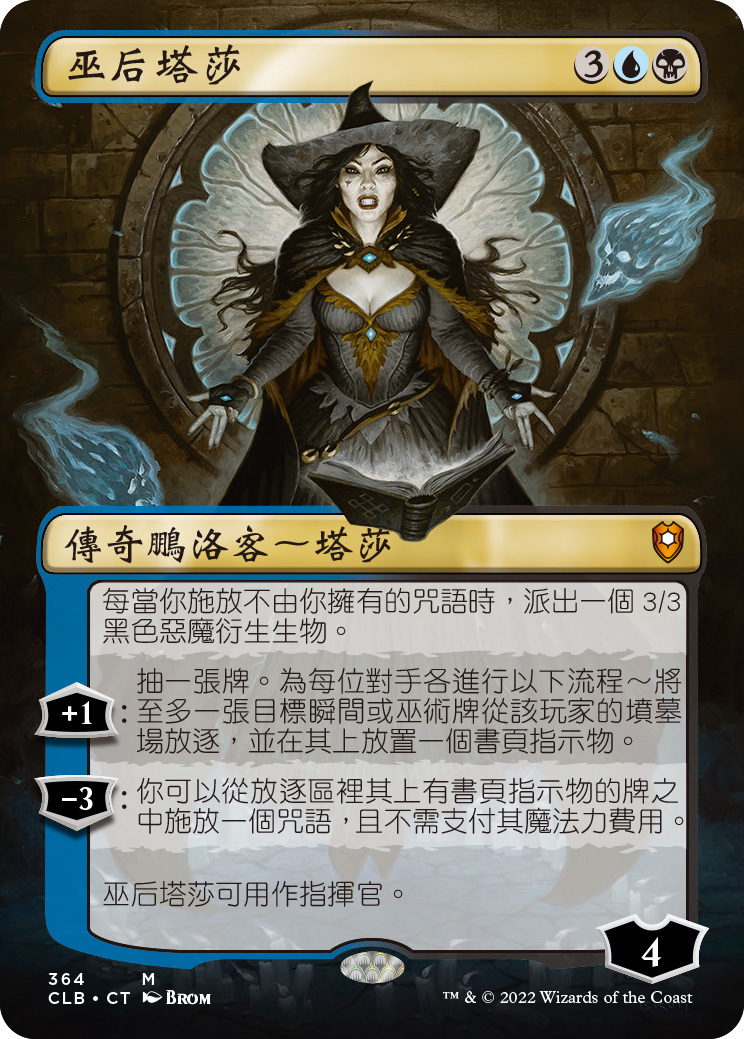 巫后塔莎
3
傳奇鵬洛客～塔莎
每當你施放不由你擁有的咒語時，派出一個 3/3
黑色惡魔衍生生物。
+1：抽一張牌。為每位對手各進行以下流程～將
至多一張目標瞬間或巫術牌從該玩家的墳墓
場放逐，並在其上放置一個書頁指示物。
−3：你可以從放逐區裡其上有書頁指示物的牌之
中施放一個咒語，且不需支付其魔法力費用。
巫后塔莎可用作指揮官。
4
364 M
CLB • CT BROM
™ & © 2022 Wizards of the Coast